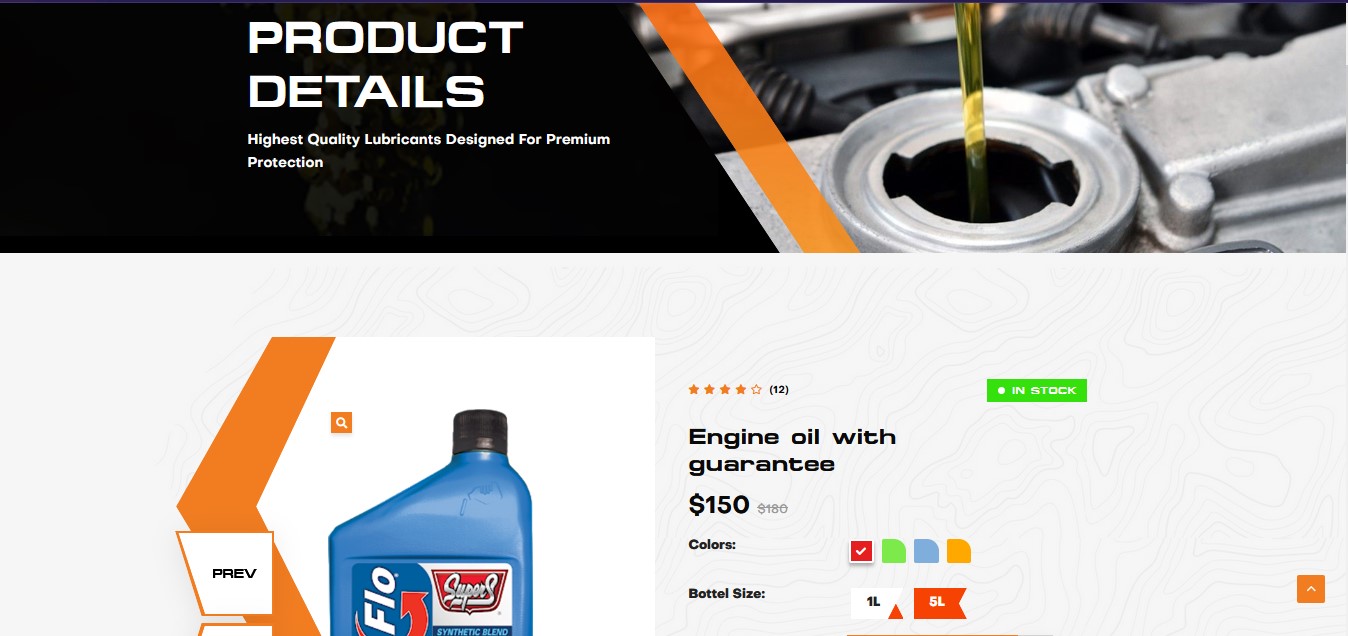 PRODUCT
DETAILS
Highest Quality Lubricants Designed For Premium
Protection
(12)
IN STOCK
Engine oil with
guarantee
$150 $180
Colors:
Bottel Size:
1L 5L
PREV
Flo
Super S
SYNTHETIC BLEND